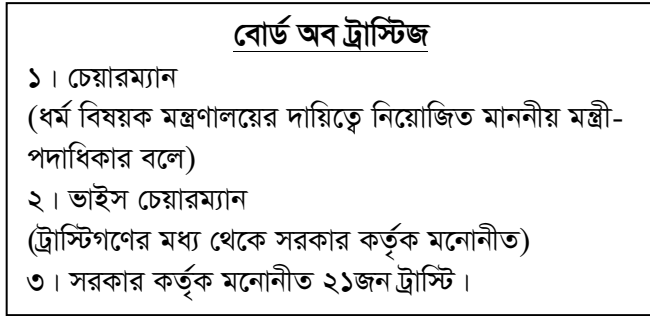 বোর্ড অব ট্রাস্টিজ
১। চেয়ারম্যান
(ধর্ম বিষয়ক মন্ত্রণালয়ের দায়িত্বে নিয়োজিত মাননীয় মন্ত্রী-
পদাধিকার বলে)
২। ভাইস চেয়ারম্যান
(ট্রাস্টিগণের মধ্য থেকে সরকার কর্তৃক মনোনীত)
৩। সরকার কর্তৃক মনোনীত ২১জন ট্রাস্টি।